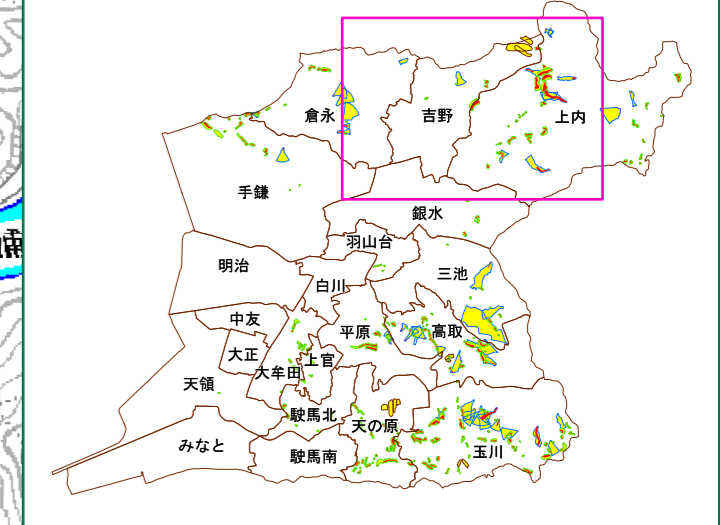 倉永
吉野
上内
手鎌
銀水
羽山台
明治
三池
白川
中友
平原
高取
大正
上官
大牟田
天領
駛馬北
天の原
みなと
駛馬南
玉川